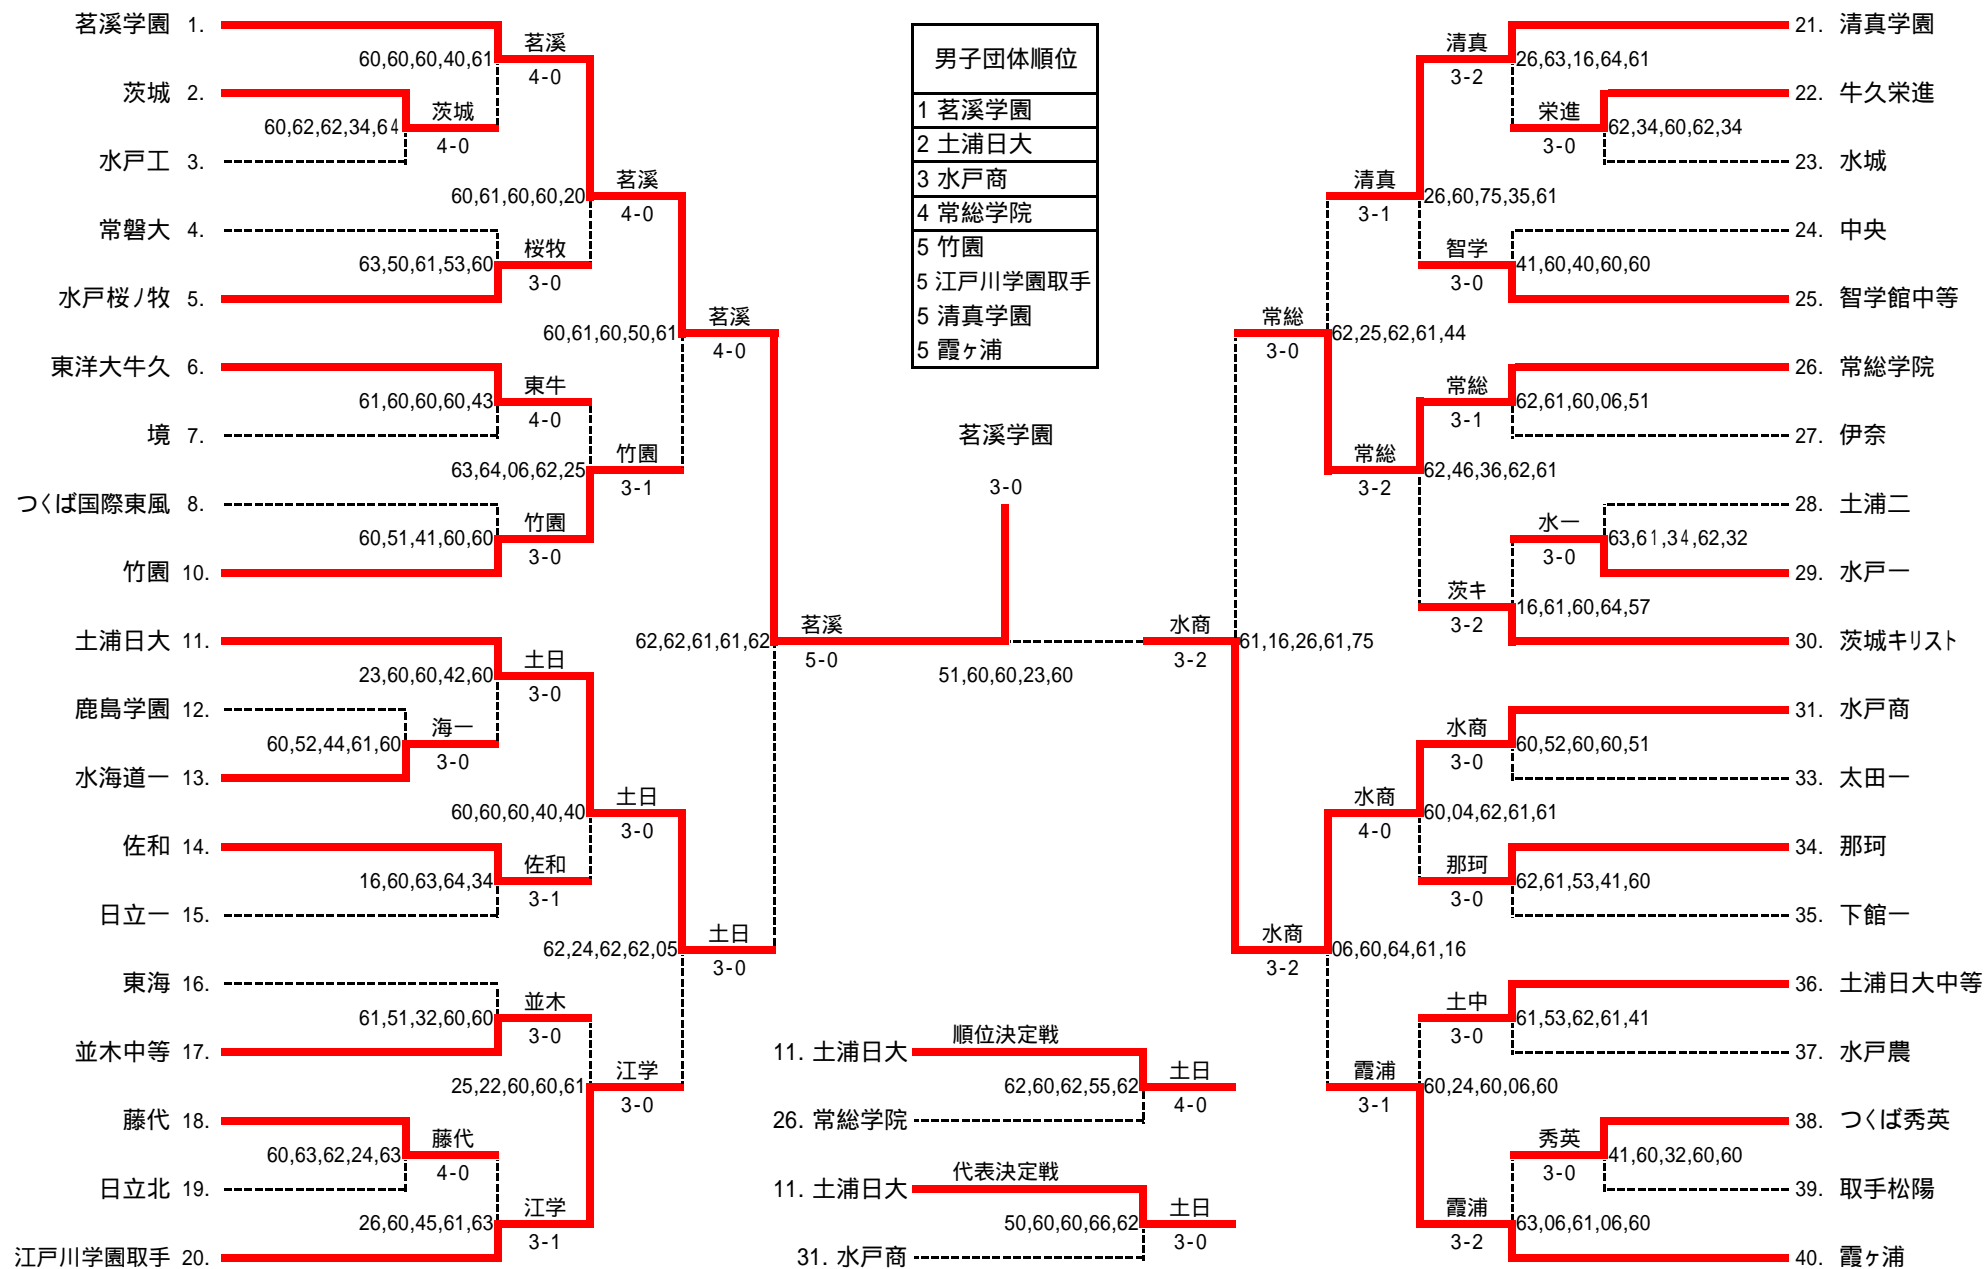 茗溪学園 1.
60,60,60,40,61
茗溪
4-0
茨城 2.
60,62,62,34,64
茨城
4-0
水戸工 3.
60,61,60,60,20
茗溪
4-0
常磐大 4.
63,50,61,53,60
桜牧
3-0
水戸桜ノ牧 5.
60,61,60,50,61
茗溪
4-0
東洋大牛久 6.
61,60,60,60,43
東牛
4-0
境 7.
63,64,06,62,25
竹園
3-1
つくば国際東風 8.
60,51,41,60,60
竹園
3-0
竹園 10.
62,62,61,61,62
茗溪
5-0
土浦日大 11.
23,60,60,42,60
土日
3-0
鹿島学園 12.
60,52,44,61,60
海一
3-0
水海道一 13.
60,60,60,40,40
土日
3-0
佐和 14.
16,60,63,64,34
佐和
3-1
日立一 15.
62,24,62,62,05
土日
3-0
東海 16.
61,51,32,60,60
並木
3-0
並木中等 17.
25,22,60,60,61
江学
3-0
藤代 18.
60,63,62,24,63
藤代
4-0
日立北 19.
26,60,45,61,63
江学
3-1
江戸川学園取手 20.
男子団体順位
1 茗溪学園
2 土浦日大
3 水戸商
4 常総学院
5 竹園
5 江戸川学園取手
5 清真学園
5 霞ヶ浦
茗溪学園
3-0
51,60,60,23,60
順位決定戦
11. 土浦日大
62,60,62,55,62
土日
4-0
26. 常総学院
代表決定戦
11. 土浦日大
50,60,60,66,62
土日
3-0
31. 水戸商
21. 清真学園
清真
3-2
26,63,16,64,61
22. 牛久栄進
栄進
3-0
62,34,60,62,34
23. 水城
清真
3-1
26,60,75,35,61
24. 中央
智学
3-0
41,60,40,60,60
25. 智学館中等
常総
3-0
62,25,62,61,44
26. 常総学院
常総
3-1
62,61,60,06,51
27. 伊奈
常総
3-2
62,46,36,62,61
28. 土浦二
水一
3-0
63,61,34,62,32
29. 水戸一
茨キ
3-2
16,61,60,64,57
30. 茨城キリスト
水商
3-2
61,16,26,61,75
31. 水戸商
水商
3-0
60,52,60,60,51
33. 太田一
水商
4-0
60,04,62,61,61
34. 那珂
那珂
3-0
62,61,53,41,60
35. 下館一
水商
3-2
06,60,64,61,16
36. 土浦日大中等
土中
3-0
61,53,62,61,41
37. 水戸農
霞浦
3-1
60,24,60,06,60
38. つくば秀英
秀英
3-0
41,60,32,60,60
39. 取手松陽
霞浦
3-2
63,06,61,06,60
40. 霞ヶ浦